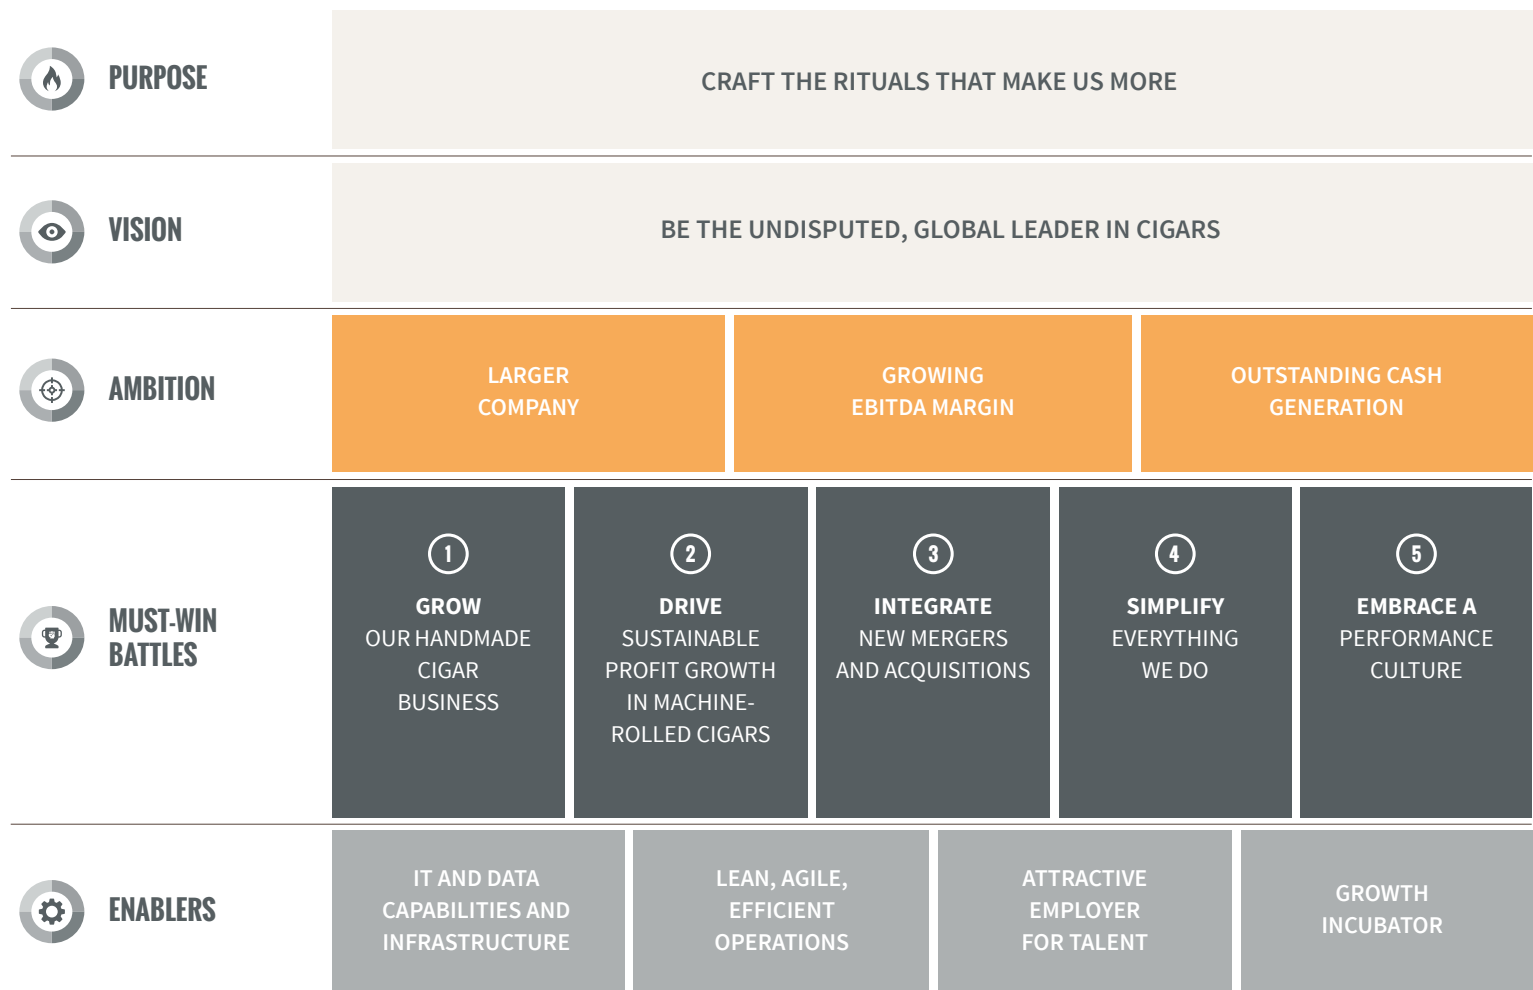 PURPOSE
CRAFT THE RITUALS THAT MAKE US MORE
VISION
BE THE UNDISPUTED, GLOBAL LEADER IN CIGARS
AMBITION
LARGER
COMPANY
GROWING
EBITDA MARGIN
OUTSTANDING CASH
GENERATION
MUST-WIN
BATTLES
1
GROW
OUR HANDMADE
CIGAR
BUSINESS
2
DRIVE
SUSTAINABLE
PROFIT GROWTH
IN MACHINE-
ROLLED CIGARS
3
INTEGRATE
NEW MERGERS
AND ACQUISITIONS
4
SIMPLIFY
EVERYTHING
WE DO
5
EMBRACE A
PERFORMANCE
CULTURE
ENABLERS
IT AND DATA
CAPABILITIES AND
INFRASTRUCTURE
LEAN, AGILE,
EFFICIENT
OPERATIONS
ATTRACTIVE
EMPLOYER
FOR TALENT
GROWTH
INCUBATOR